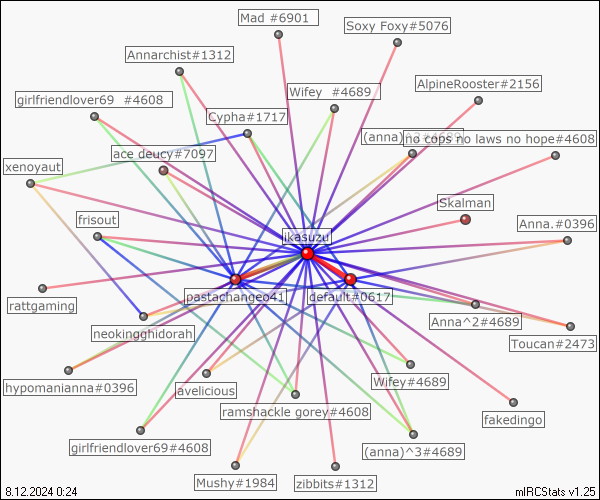 Mad #6901
Soxy Foxy#5076
Annarchist#1312
AlpineRooster#2156
Wifey #4689
girlfriendlover69 #4608
Cypha#1717
(anna)^3#4689
no cops no laws no hope#4608
ace_deucy#7097
xenoyaut
Skalman
frisout
Anna.#0396
ikasuzu
pastachangeo41
default#0617
rattgaming
Anna^2#4689
neokingghidorah
Toucan#2473
Wifey#4689
hypomanianna#0396
avelicious
ramshackle gorey#4608
fakedingo
girlfriendlover69#4608
(anna)^3#4689
Mushy#1984
zibbits#1312
8.12.2024 0:24
mIRCStats v1.25